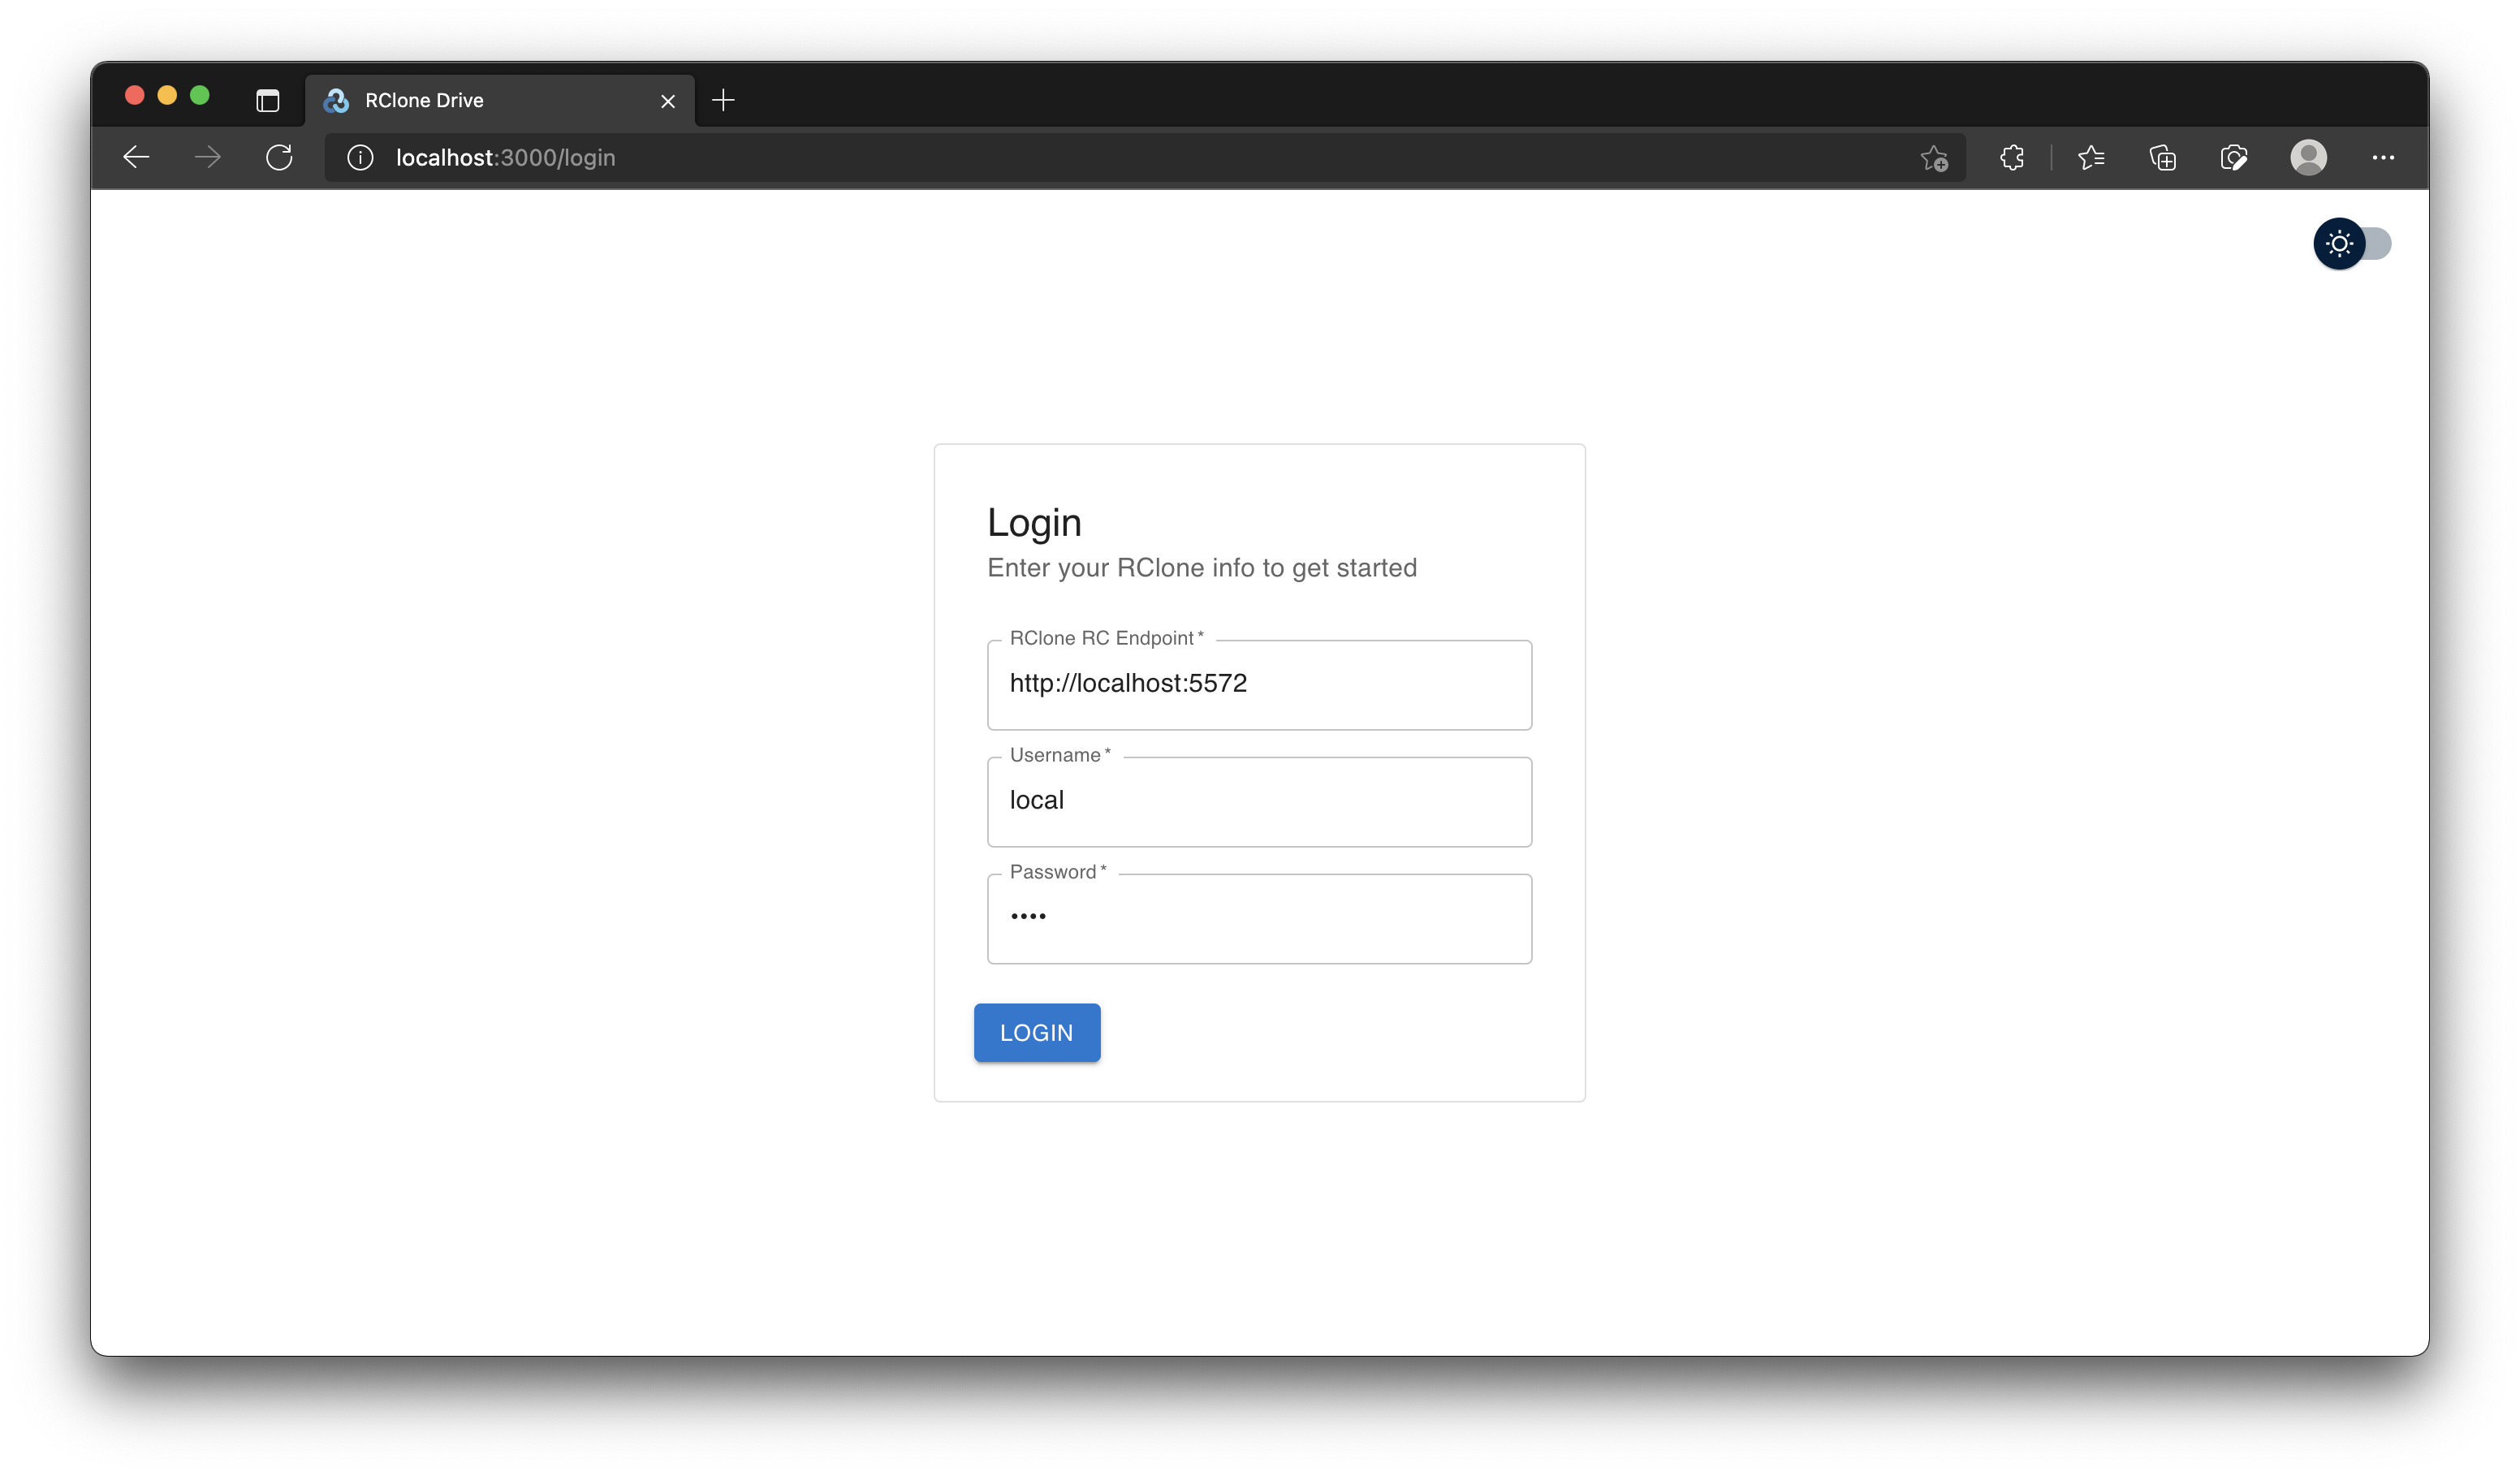 RClone Drive
localhost:3000/login
Login
Enter your RClone info to get started
RClone RC Endpoint *
http://localhost:5572
Username *
local
Password *
••••
LOGIN